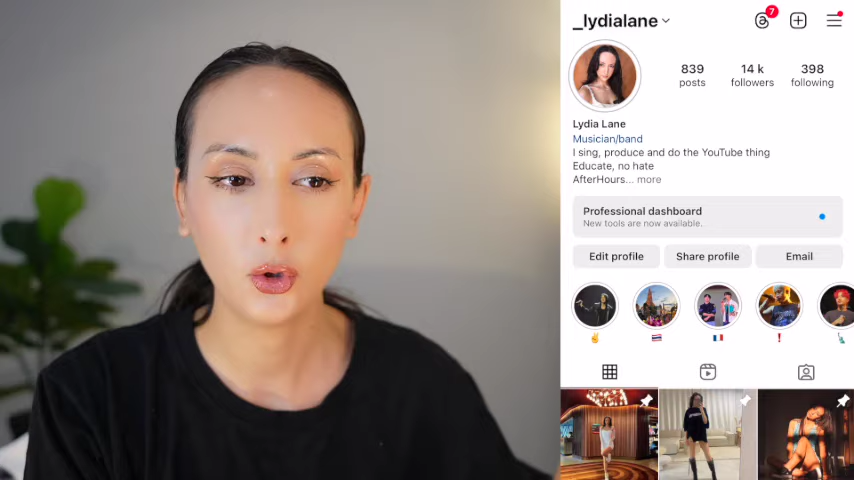 _lydialane
7
839
14 k
398
posts
followers
following
Lydia Lane
Musician/band
I sing, produce and do the YouTube thing
Educate, no hate
AfterHours... more
Professional dashboard
New tools are now available.
Edit profile
Share profile
Email